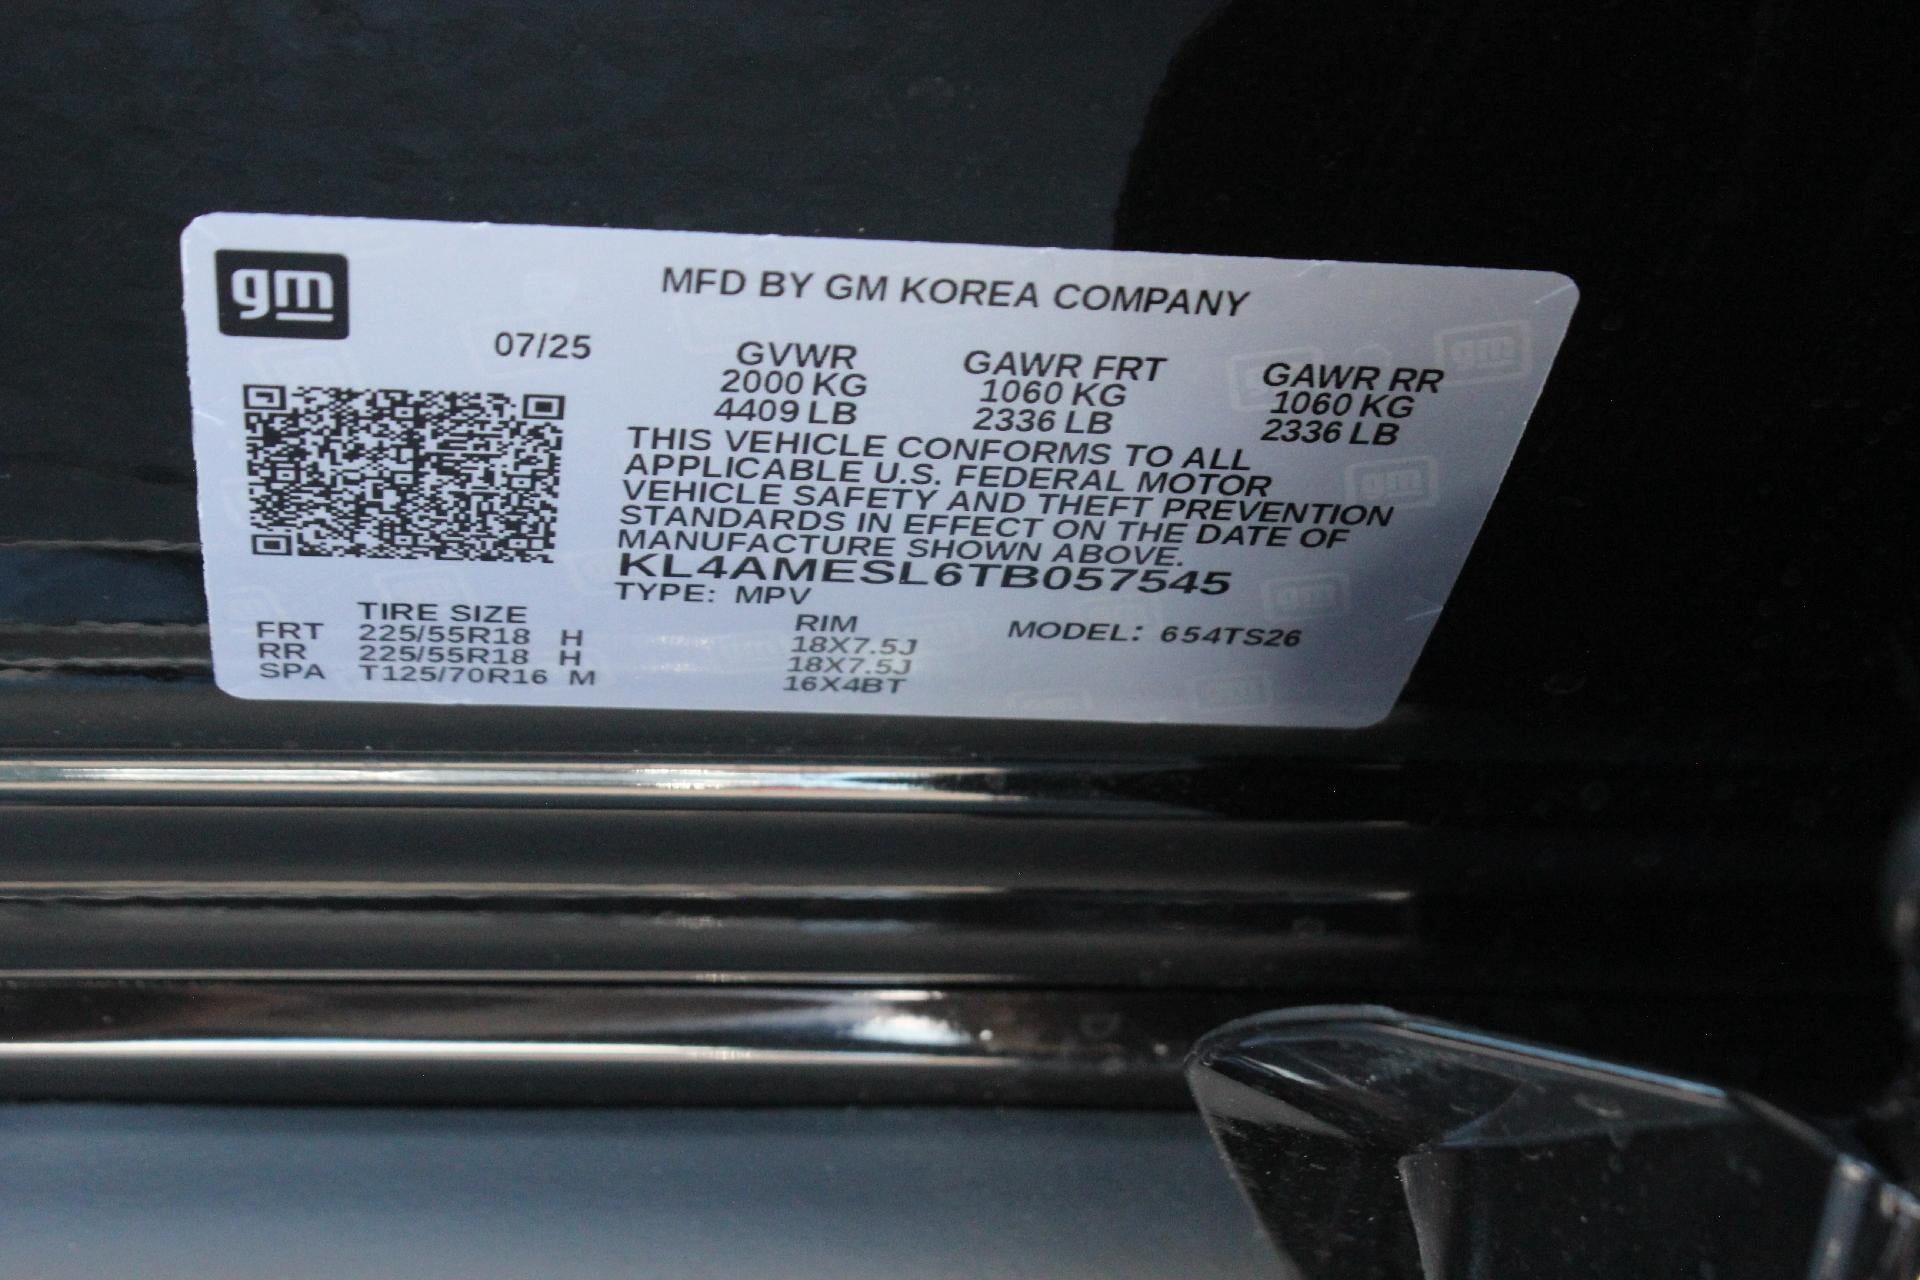 gm
MFD BY GM KOREA COMPANY
07/25 GVWR GAWR FRT GAWR RR
2000 KG 1060 KG 1060 KG
4409 LB 2336 LB 2336 LB
THIS VEHICLE CONFORMS TO ALL
APPLICABLE U.S. FEDERAL MOTOR
VEHICLE SAFETY AND THEFT PREVENTION
STANDARDS IN EFFECT ON THE DATE OF
MANUFACTURE SHOWN ABOVE.
KL4AMESL6TB057545
TYPE: MPV
TIRE SIZE RIM MODEL: 654TS26
FRT 225/55R18 H 18X7.5J
RR 225/55R18 H 18X7.5J
SPA T125/70R16 M 16X4BT